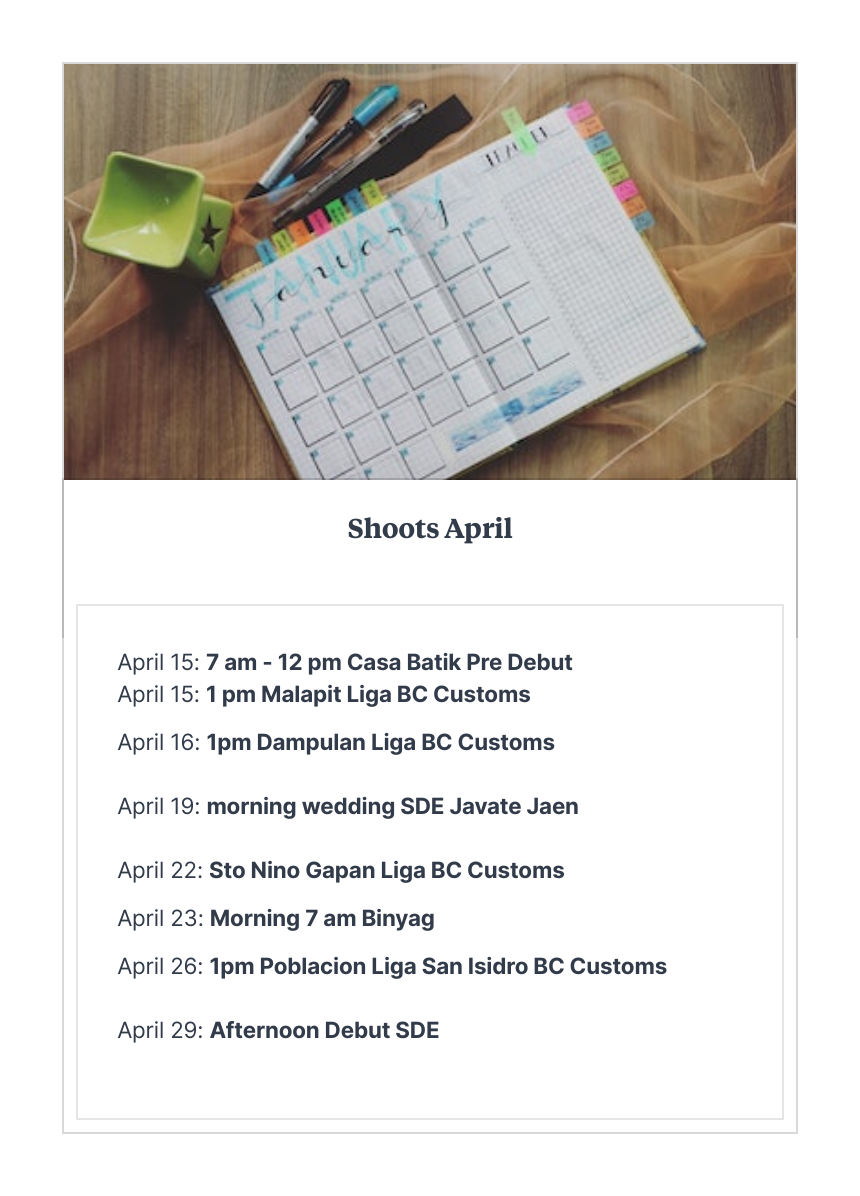 JANUARY
January
Shoots April
April 15: 7 am - 12 pm Casa Batik Pre Debut
April 15: 1 pm Malapit Liga BC Customs
April 16: 1pm Dampulan Liga BC Customs
April 19: morning wedding SDE Javate Jaen
April 22: Sto Nino Gapan Liga BC Customs
April 23: Morning 7 am Binyag
April 26: 1pm Poblacion Liga San Isidro BC Customs
April 29: Afternoon Debut SDE